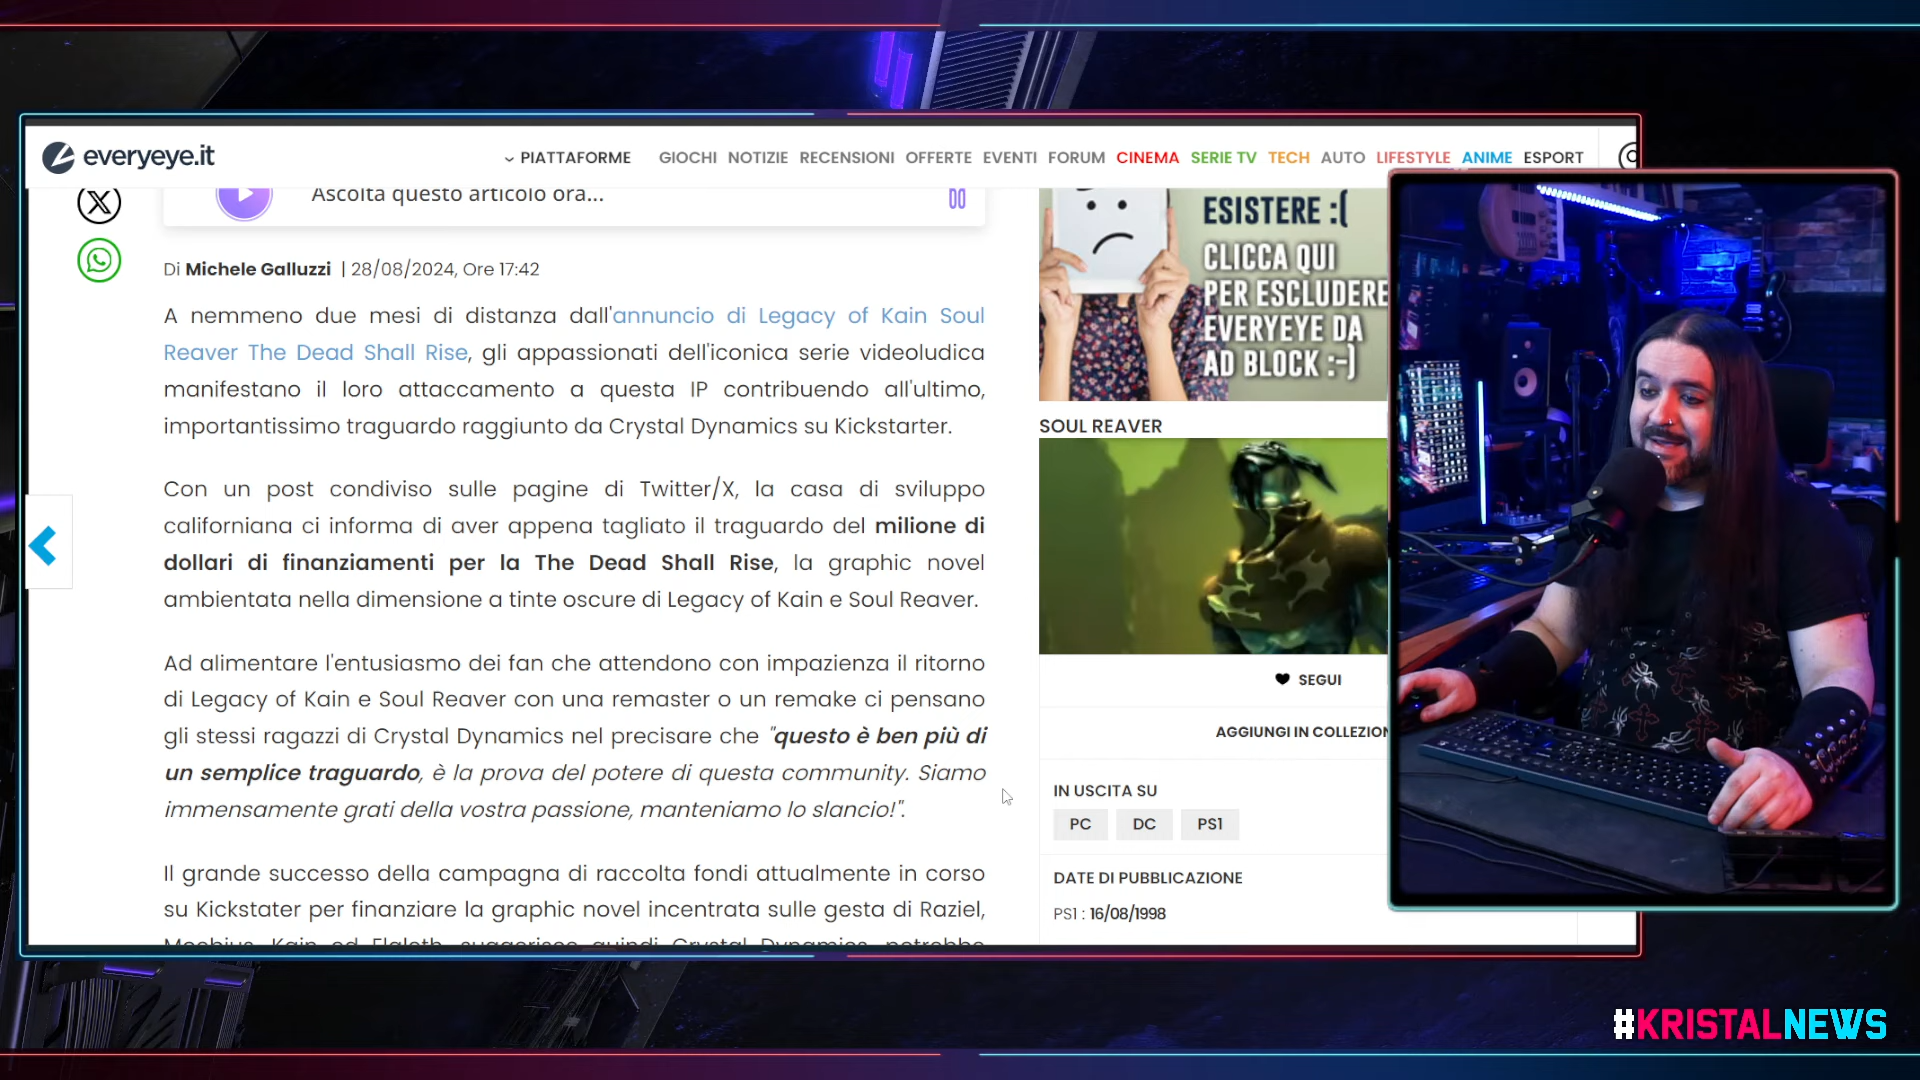 everyeye.it
PIATTAFORME GIOCHI NOTIZIE RECENSIONI OFFERTE EVENTI FORUM CINEMA SERIE TV TECH AUTO LIFESTYLE ANIME ESPORT
Ascolta questo articolo ora...
Di Michele Galluzzi | 28/08/2024, Ore 17:42
A nemmeno due mesi di distanza dall'annuncio di Legacy of Kain Soul
Reaver The Dead Shall Rise, gli appassionati dell'iconica serie videoludica
manifestano il loro attaccamento a questa IP contribuendo all'ultimo,
importantissimo traguardo raggiunto da Crystal Dynamics su Kickstarter.
Con un post condiviso sulle pagine di Twitter/X, la casa di sviluppo
californiana ci informa di aver appena tagliato il traguardo del milione di
dollari di finanziamenti per la The Dead Shall Rise, la graphic novel
ambientata nella dimensione a tinte oscure di Legacy of Kain e Soul Reaver.
Ad alimentare l'entusiasmo dei fan che attendono con impazienza il ritorno
di Legacy of Kain e Soul Reaver con una remaster o un remake ci pensano
gli stessi ragazzi di Crystal Dynamics nel precisare che "questo è ben più di
un semplice traguardo, è la prova del potere di questa community. Siamo
immensamente grati della vostra passione, manteniamo lo slancio!".
Il grande successo della campagna di raccolta fondi attualmente in corso
su Kickstater per finanziare la graphic novel incentrata sulle gesta di Raziel,
ESISTERE :(
CLICCA QUI
PER ESCLUDERE
EVERYEYE DA
AD BLOCK :-)
SOUL REAVER
SEGUI
AGGIUNGI IN COLLEZION
IN USCITA SU
PC DC PS1
DATE DI PUBBLICAZIONE
PS1 : 16/08/1998
#KRISTALNEWS